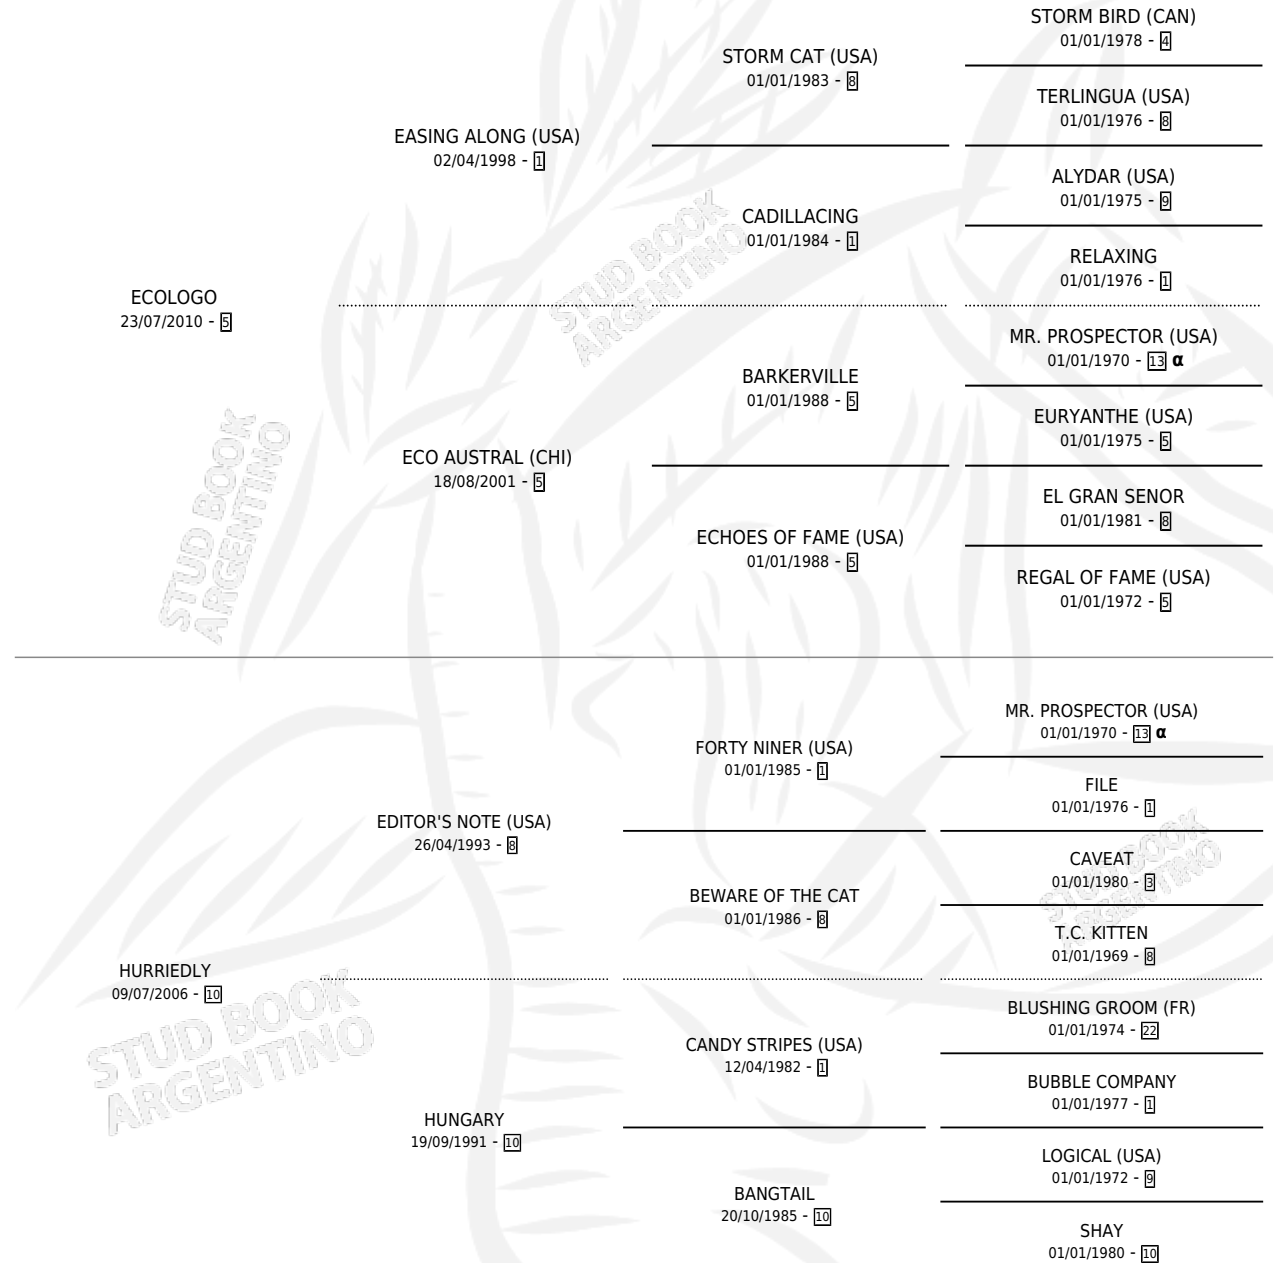 STORM BIRD (CAN)
01/01/1978 - 4
STORM CAT (USA)
01/01/1983 - 8
TERLINGUA (USA)
01/01/1976 - 8
EASING ALONG (USA)
02/04/1998 - 1
ALYDAR (USA)
01/01/1975 - 9
CADILLACING
01/01/1984 - 1
RELAXING
01/01/1976 - 1
ECOLOGO
23/07/2010 - 5
MR. PROSPECTOR (USA)
01/01/1970 - 13 α
BARKERVILLE
01/01/1988 - 5
EURYANTHE (USA)
01/01/1975 - 5
ECO AUSTRAL (CHI)
18/08/2001 - 5
EL GRAN SENOR
01/01/1981 - 8
ECHOES OF FAME (USA)
01/01/1988 - 5
REGAL OF FAME (USA)
01/01/1972 - 5
STUD BOOK
ARGENTINO
STUD BOOK
ARGENTINO
MR. PROSPECTOR (USA)
01/01/1970 - 13 α
FORTY NINER (USA)
01/01/1985 - 1
FILE
01/01/1976 - 1
EDITOR'S NOTE (USA)
26/04/1993 - 8
CAVEAT
01/01/1980 - 3
BEWARE OF THE CAT
01/01/1986 - 8
T.C. KITTEN
01/01/1969 - 8
HURRIEDLY
09/07/2006 - 10
BLUSHING GROOM (FR)
01/01/1974 - 22
CANDY STRIPES (USA)
12/04/1982 - 1
BUBBLE COMPANY
01/01/1977 - 1
HUNGARY
19/09/1991 - 10
LOGICAL (USA)
01/01/1972 - 9
BANGTAIL
20/10/1985 - 10
SHAY
01/01/1980 - 10
STUD BOOK
ARGENTINO
STUD BOOK
ARGENTINO